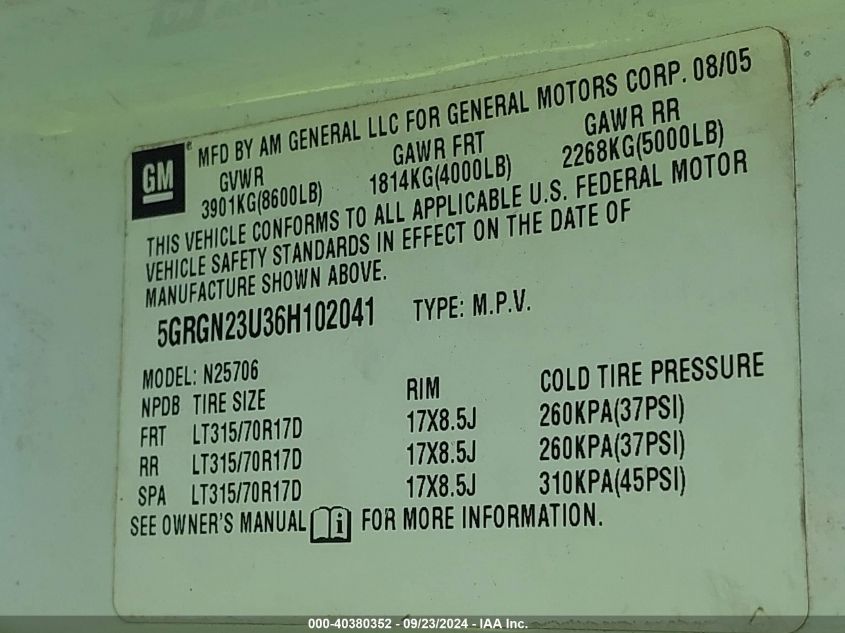 GM® MFD BY AM GENERAL LLC FOR GENERAL MOTORS CORP. 08/05
GVWR GAWR FRT GAWR RR
3901KG(8600LB) 1814KG(4000LB) 2268KG(5000LB)
THIS VEHICLE CONFORMS TO ALL APPLICABLE U.S. FEDERAL MOTOR
VEHICLE SAFETY STANDARDS IN EFFECT ON THE DATE OF
MANUFACTURE SHOWN ABOVE.
5GRGN23U36H102041 TYPE: M.P.V.
MODEL: N25706
NPDB TIRE SIZE RIM COLD TIRE PRESSURE
FRT LT315/70R17D 17X8.5J 260KPA(37PSI)
RR LT315/70R17D 17X8.5J 260KPA(37PSI)
SPA LT315/70R17D 17X8.5J 310KPA(45PSI)
SEE OWNER'S MANUAL i FOR MORE INFORMATION.
000-40380352 - 09/23/2024 - IAA Inc.